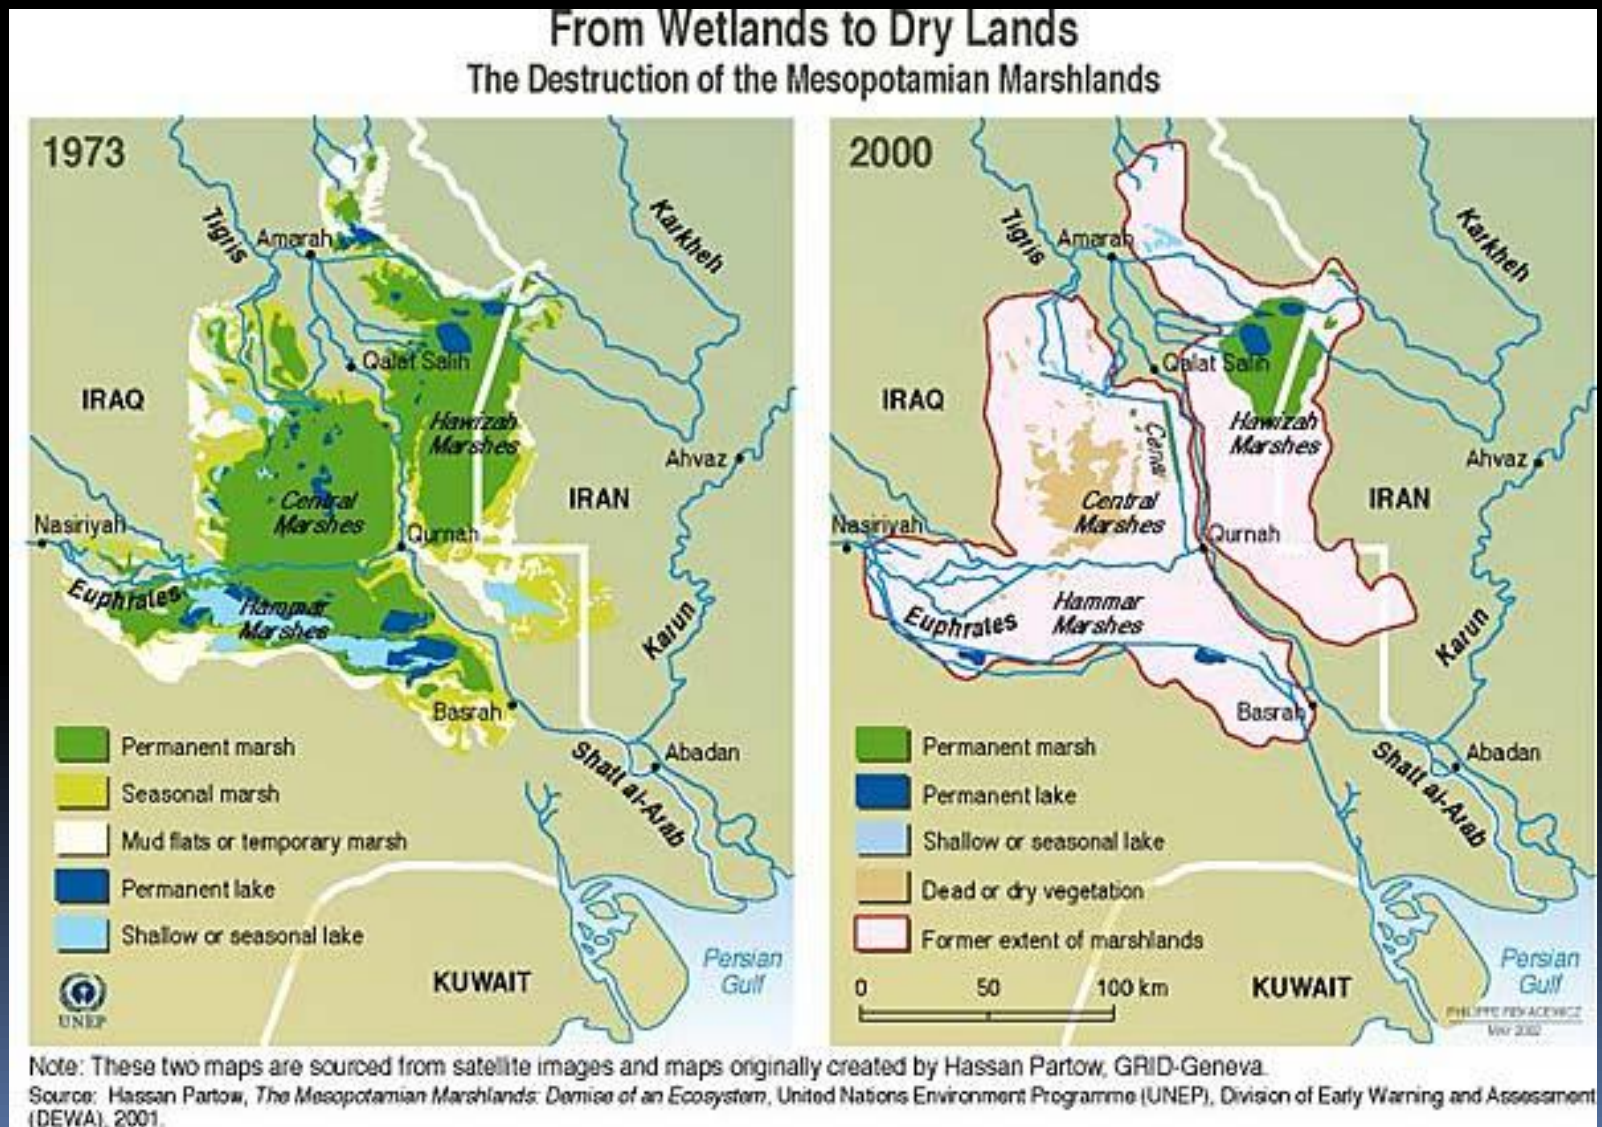 From Wetlands to Dry Lands
The Destruction of the Mesopotamian Marshlands
1973
Tigris
Amarah
Karkheh
Qalat Salih
IRAQ
Hawizah
Marshes
Ahvaz
Central
Marshes
IRAN
Nasiriyah
Qurnah
Euphrates
Hammar
Marshes
Karun
Basrah
Abadan
Shatt al-Arab
Permanent marsh
Seasonal marsh
Mud flats or temporary marsh
Permanent lake
Shallow or seasonal lake
Persian
Gulf
KUWAIT
UNEP
2000
Tigris
Amarah
Karkheh
Qalat Salih
IRAQ
Hawizah
Marshes
Ahvaz
Central
Marshes
IRAN
Nasiriyah
Qurnah
Euphrates
Hammar
Marshes
Karun
Basrah
Abadan
Shatt al-Arab
Permanent marsh
Permanent lake
Shallow or seasonal lake
Dead or dry vegetation
Former extent of marshlands
0 50 100 km
Persian
Gulf
KUWAIT
PHILIPPE REKACEWICZ
MAY 2002
Note: These two maps are sourced from satellite images and maps originally created by Hassan Partow, GRID-Geneva.
Source: Hassan Partow, The Mesopotamian Marshlands: Demise of an Ecosystem, United Nations Environment Programme (UNEP), Division of Early Warning and Assessment
(DEWA), 2001.